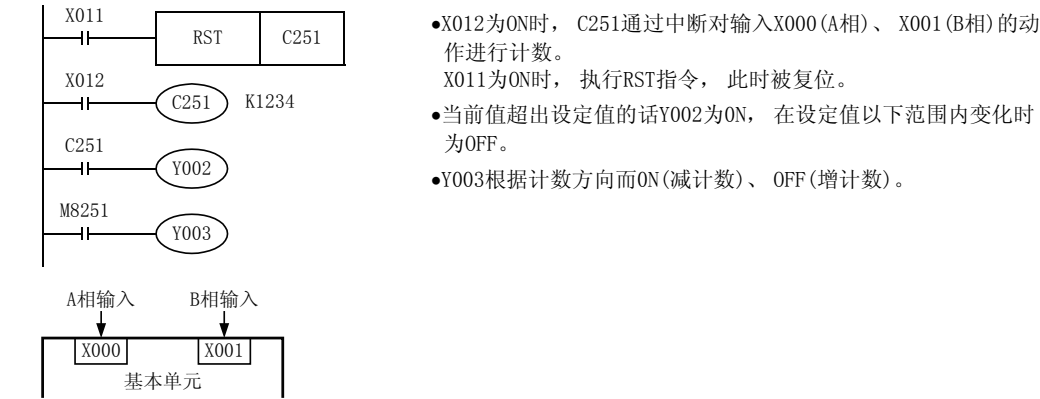 X011
RST C251
X012
C251 K1234
C251
Y002
M8251
Y003
A相输入 B相输入
X000 X001
基本单元
●X012为ON时， C251通过中断对输入X000(A相)、 X001(B相)的动
作进行计数。
X011为ON时， 执行RST指令， 此时被复位。
●当前值超出设定值的话Y002为ON， 在设定值以下范围内变化时
为OFF。
●Y003根据计数方向而ON(减计数)、 OFF(增计数)。